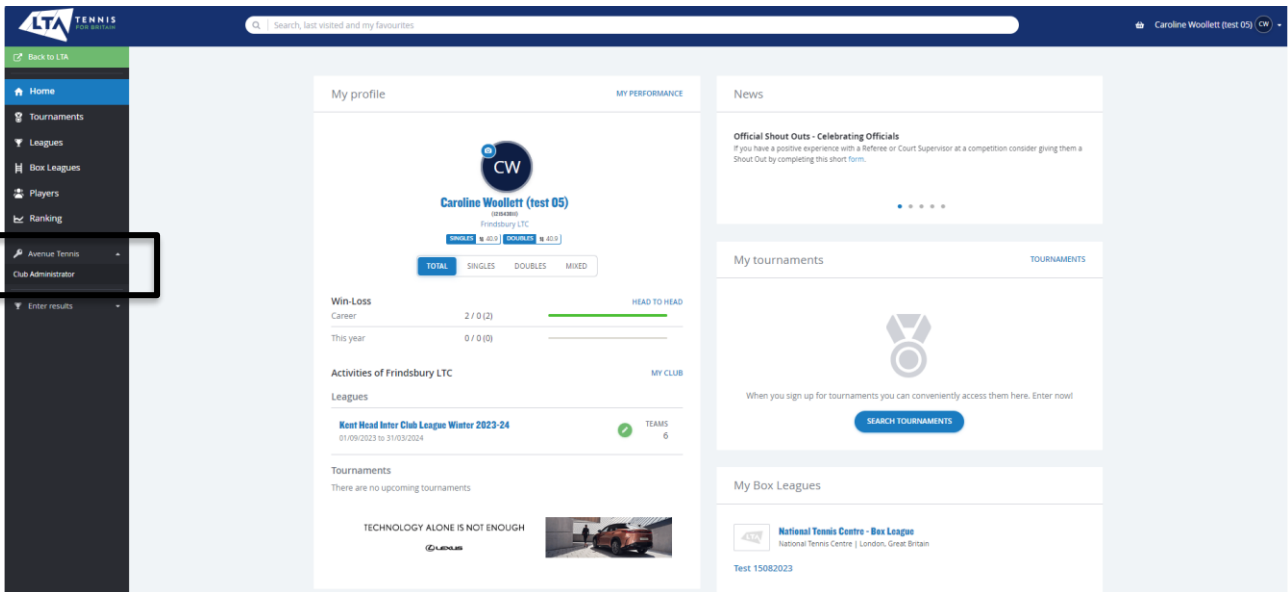 LTA TENNIS
FOR BRITAIN
Search, last visited and my favourites
Caroline Woollett (test 05) CW
Back to LTA
Home
Tournaments
Leagues
Box Leagues
Players
Ranking
Avenue Tennis
Club Administrator
Enter results
My profile
MY PERFORMANCE
CW
Caroline Woollett (test 05)
Frindsbury LTC
SINGLES 40.9 DOUBLES 40.9
TOTAL SINGLES DOUBLES MIXED
Win-Loss HEAD TO HEAD
Career 2 / 0 (2)
This year 0 / 0 (0)
Activities of Frindsbury LTC MY CLUB
Leagues
Kent Head Inter Club League Winter 2023-24 TEAMS
01/09/2023 to 31/03/2024 6
Tournaments
There are no upcoming tournaments
TECHNOLOGY ALONE IS NOT ENOUGH
LEXUS
News
Official Shout Outs - Celebrating Officials
If you have a positive experience with a Referee or Court Supervisor at a competition consider giving them a
Shout Out by completing this short form.
My tournaments TOURNAMENTS
When you sign up for tournaments you can conveniently access them here. Enter now!
SEARCH TOURNAMENTS
My Box Leagues
LTA
National Tennis Centre - Box League
National Tennis Centre | London, Great Britain
Test 15082023